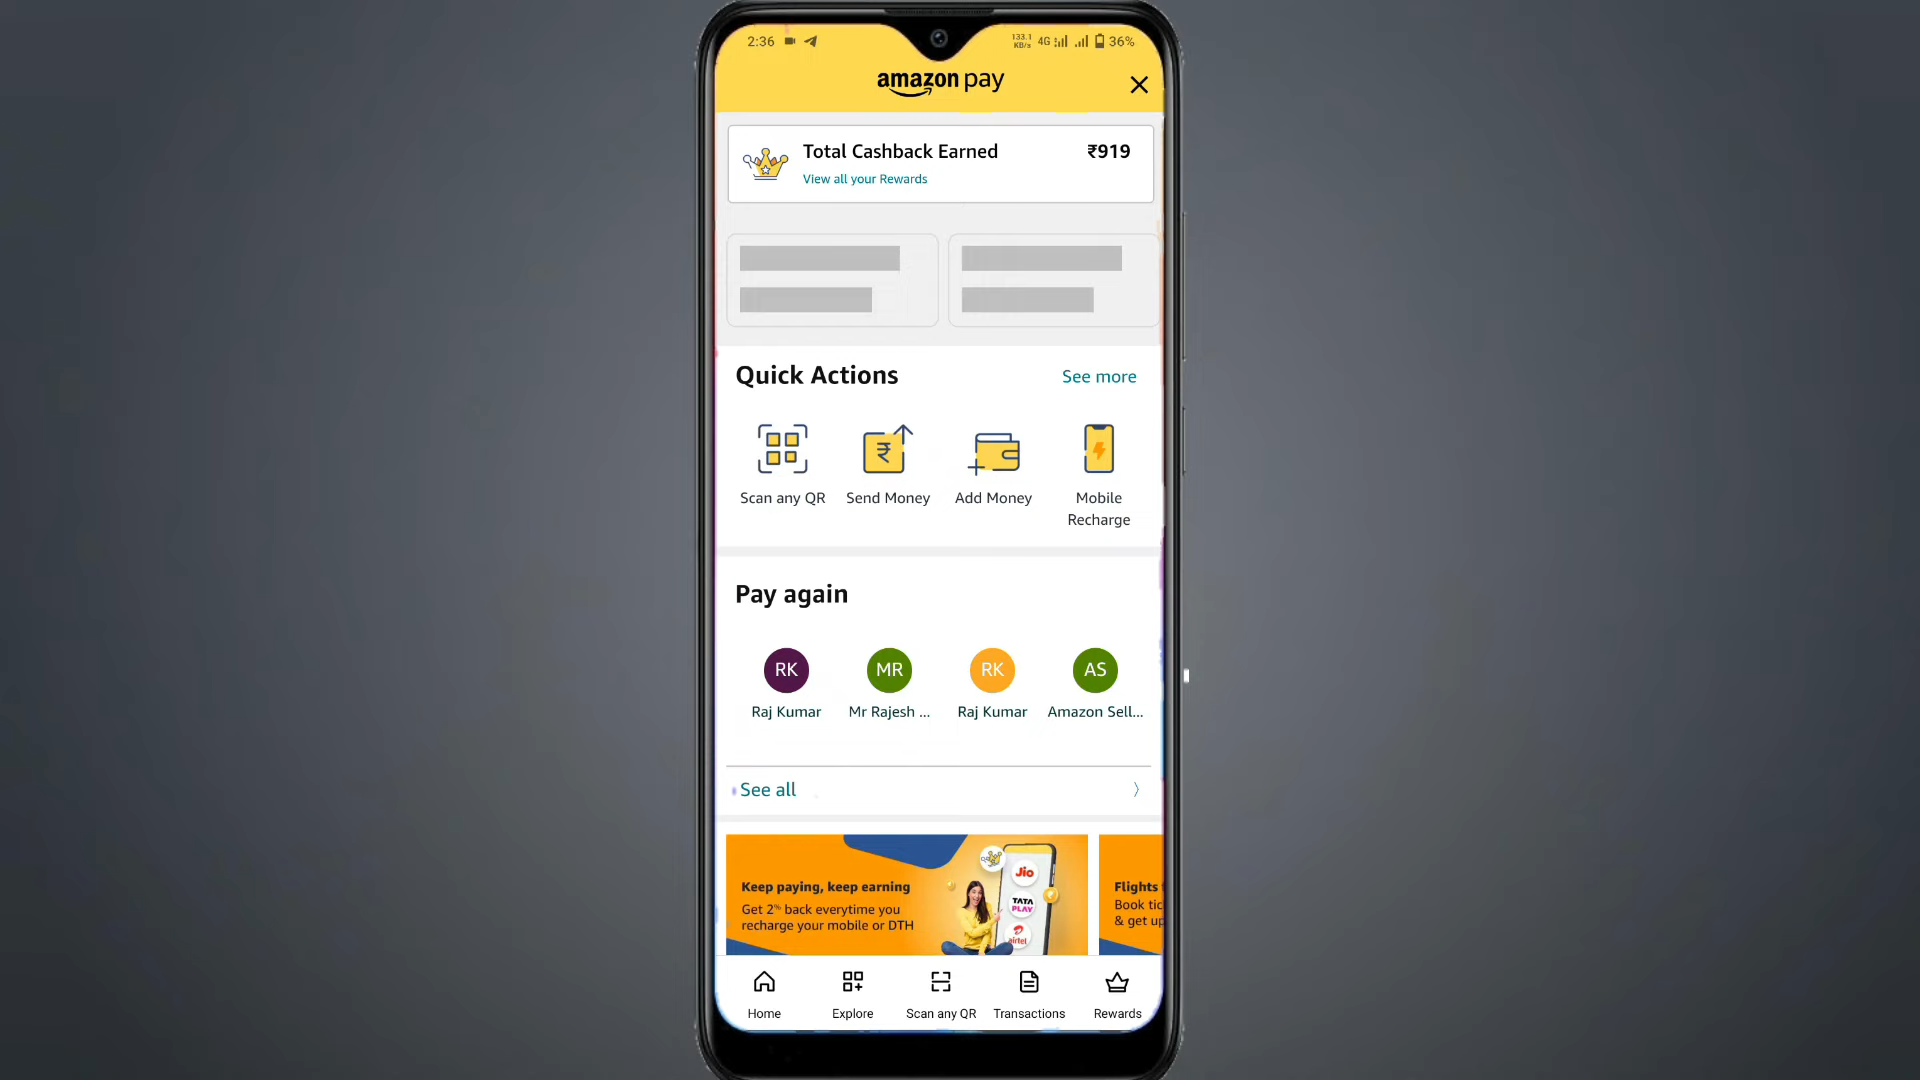 2:36
133.1 KB/s 4G 36%
amazon pay
Total Cashback Earned ₹919
View all your Rewards
Quick Actions See more
₹
Scan any QR Send Money Add Money Mobile
Recharge
Pay again
RK MR RK AS
Raj Kumar Mr Rajesh ... Raj Kumar Amazon Sell...
See all
Keep paying, keep earning
Get 2% back everytime you
recharge your mobile or DTH
Jio
TATA
PLAY
airtel
Flights
Book tic
& get up
Home Explore Scan any QR Transactions Rewards